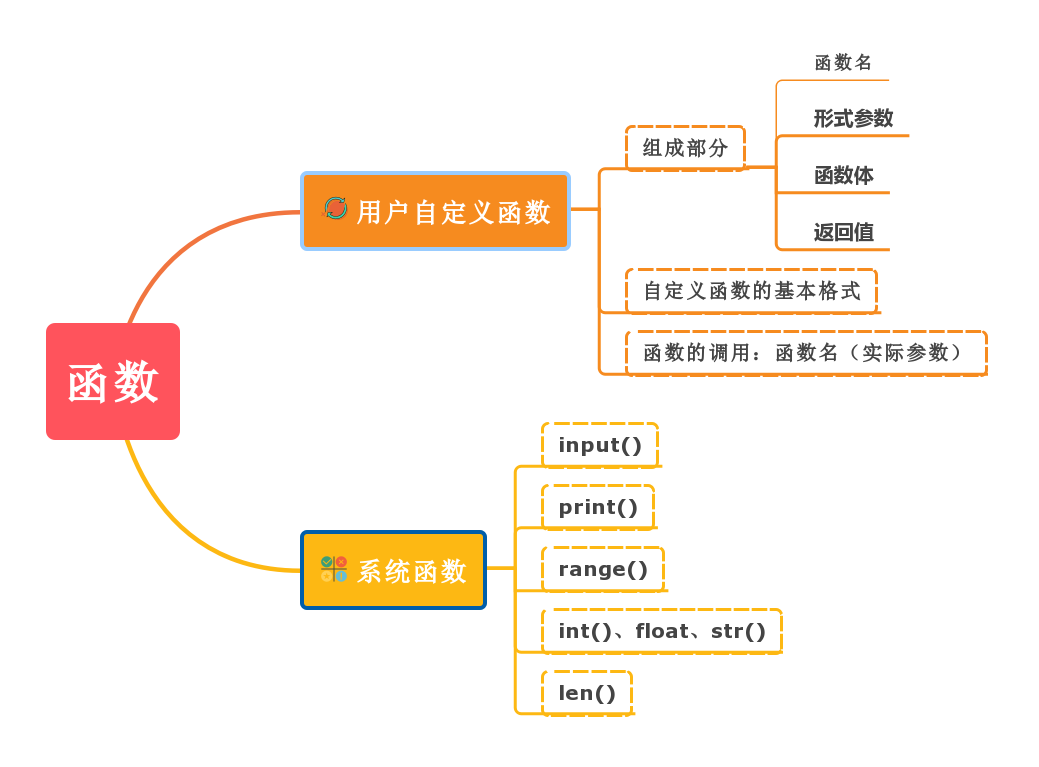 函数
用户自定义函数
组成部分
函数名
形式参数
函数体
返回值
自定义函数的基本格式
函数的调用：函数名（实际参数）
系统函数
input()
print()
range()
int()、float、str()
len()